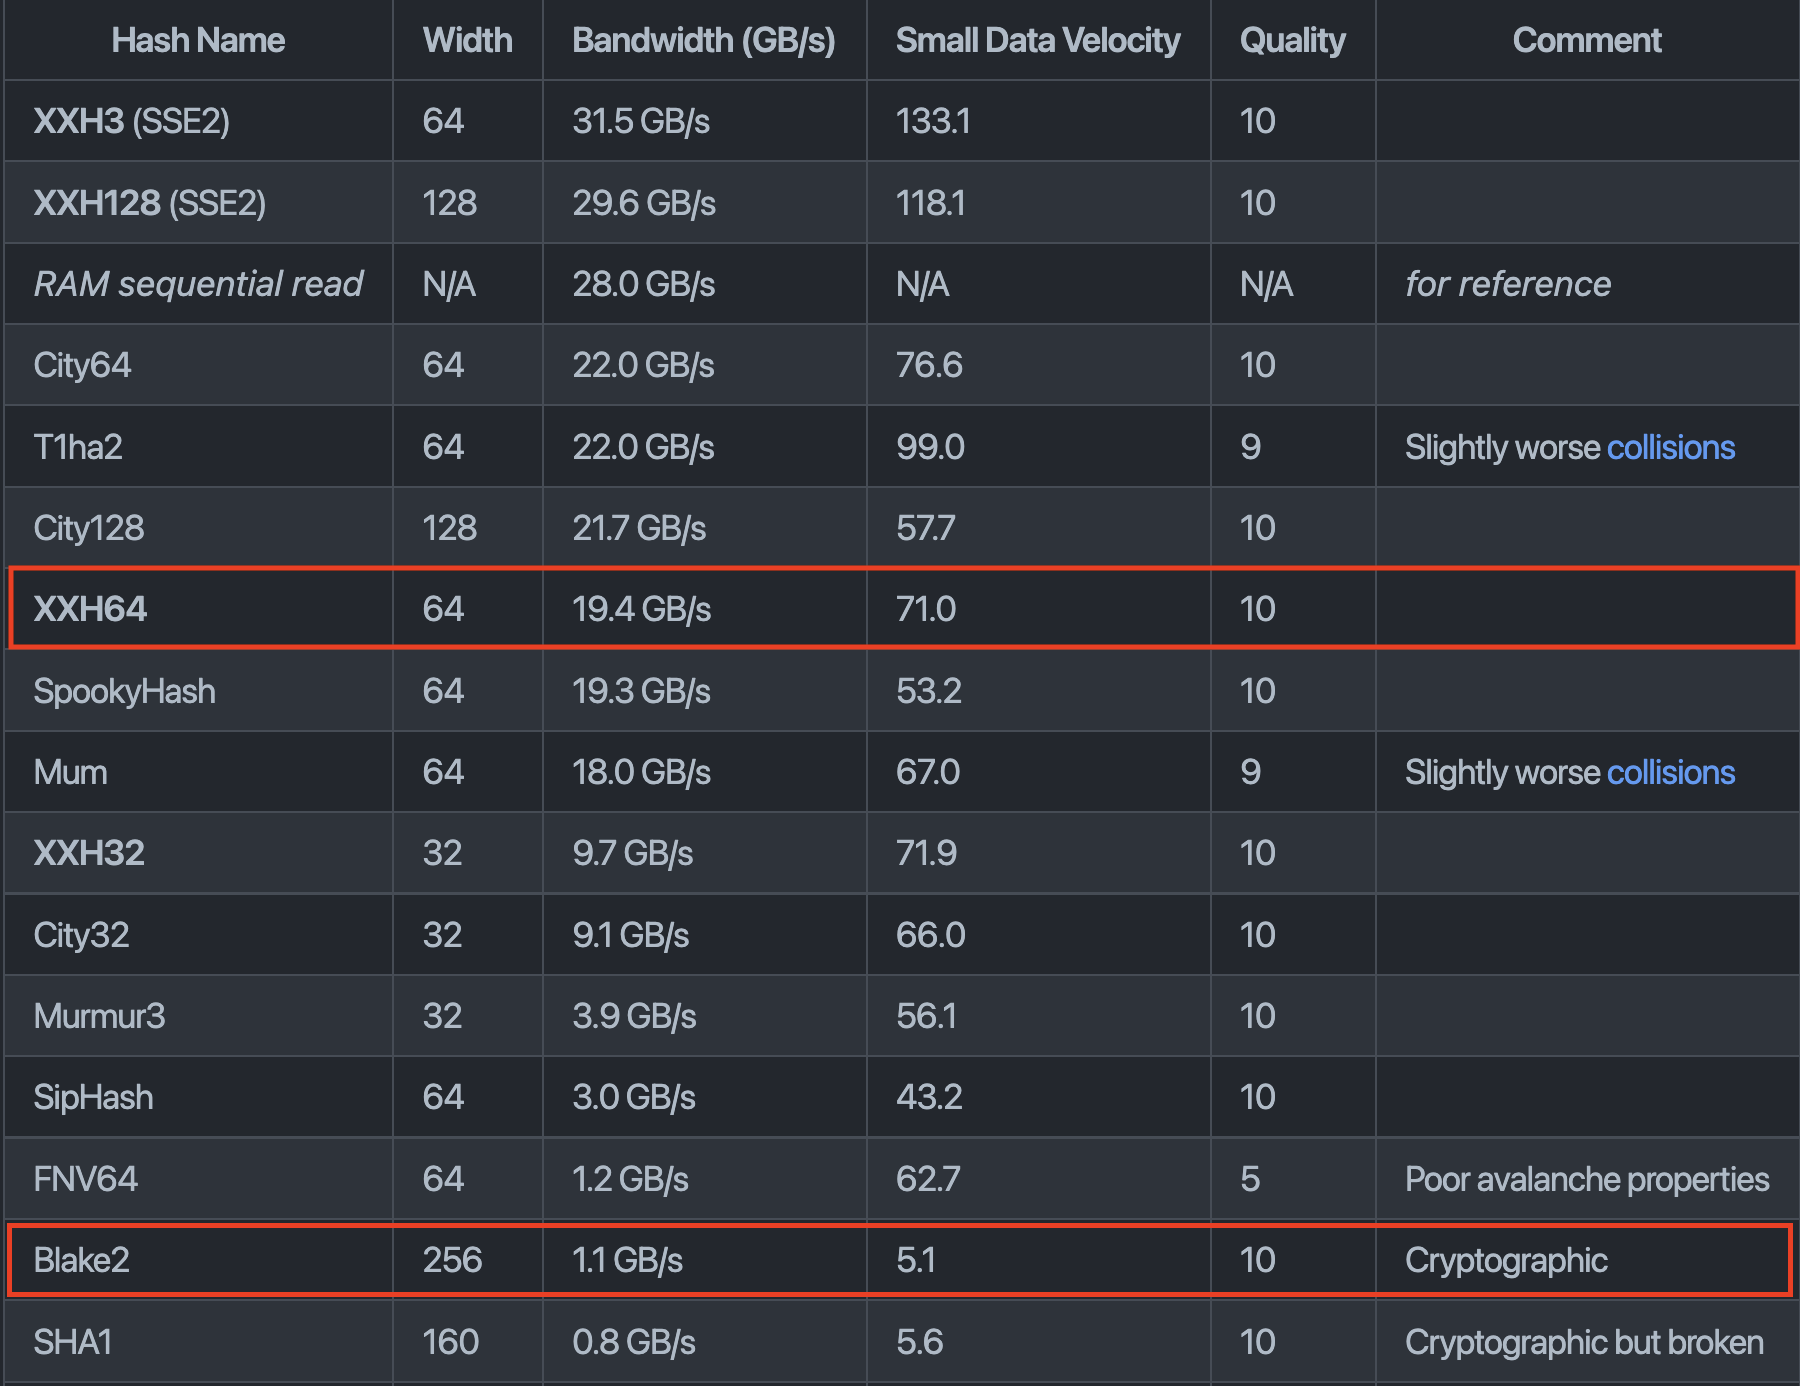 Hash Name Width Bandwidth (GB/s) Small Data Velocity Quality Comment
XXH3 (SSE2) 64 31.5 GB/s 133.1 10
XXH128 (SSE2) 128 29.6 GB/s 118.1 10
RAM sequential read N/A 28.0 GB/s N/A N/A for reference
City64 64 22.0 GB/s 76.6 10
T1ha2 64 22.0 GB/s 99.0 9 Slightly worse collisions
City128 128 21.7 GB/s 57.7 10
XXH64 64 19.4 GB/s 71.0 10
SpookyHash 64 19.3 GB/s 53.2 10
Mum 64 18.0 GB/s 67.0 9 Slightly worse collisions
XXH32 32 9.7 GB/s 71.9 10
City32 32 9.1 GB/s 66.0 10
Murmur3 32 3.9 GB/s 56.1 10
SipHash 64 3.0 GB/s 43.2 10
FNV64 64 1.2 GB/s 62.7 5 Poor avalanche properties
Blake2 256 1.1 GB/s 5.1 10 Cryptographic
SHA1 160 0.8 GB/s 5.6 10 Cryptographic but broken